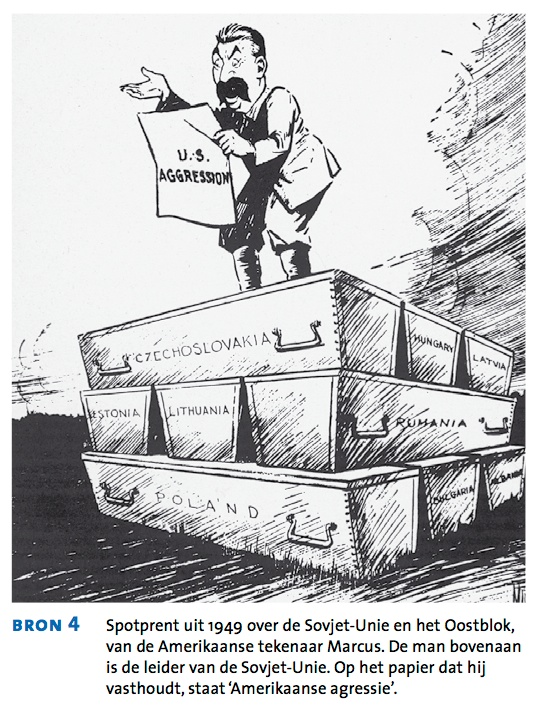 U.S.
AGGRESSION
CZECHOSLOVAKIA
HUNGARY
LATVIA
ESTONIA
LITHUANIA
RUMANIA
POLAND
BULGARIA
ALBANIA
BRON 4
Spotprent uit 1949 over de Sovjet-Unie en het Oostblok,
van de Amerikaanse tekenaar Marcus. De man bovenaan
is de leider van de Sovjet-Unie. Op het papier dat hij
vasthoudt, staat ‘Amerikaanse agressie’.